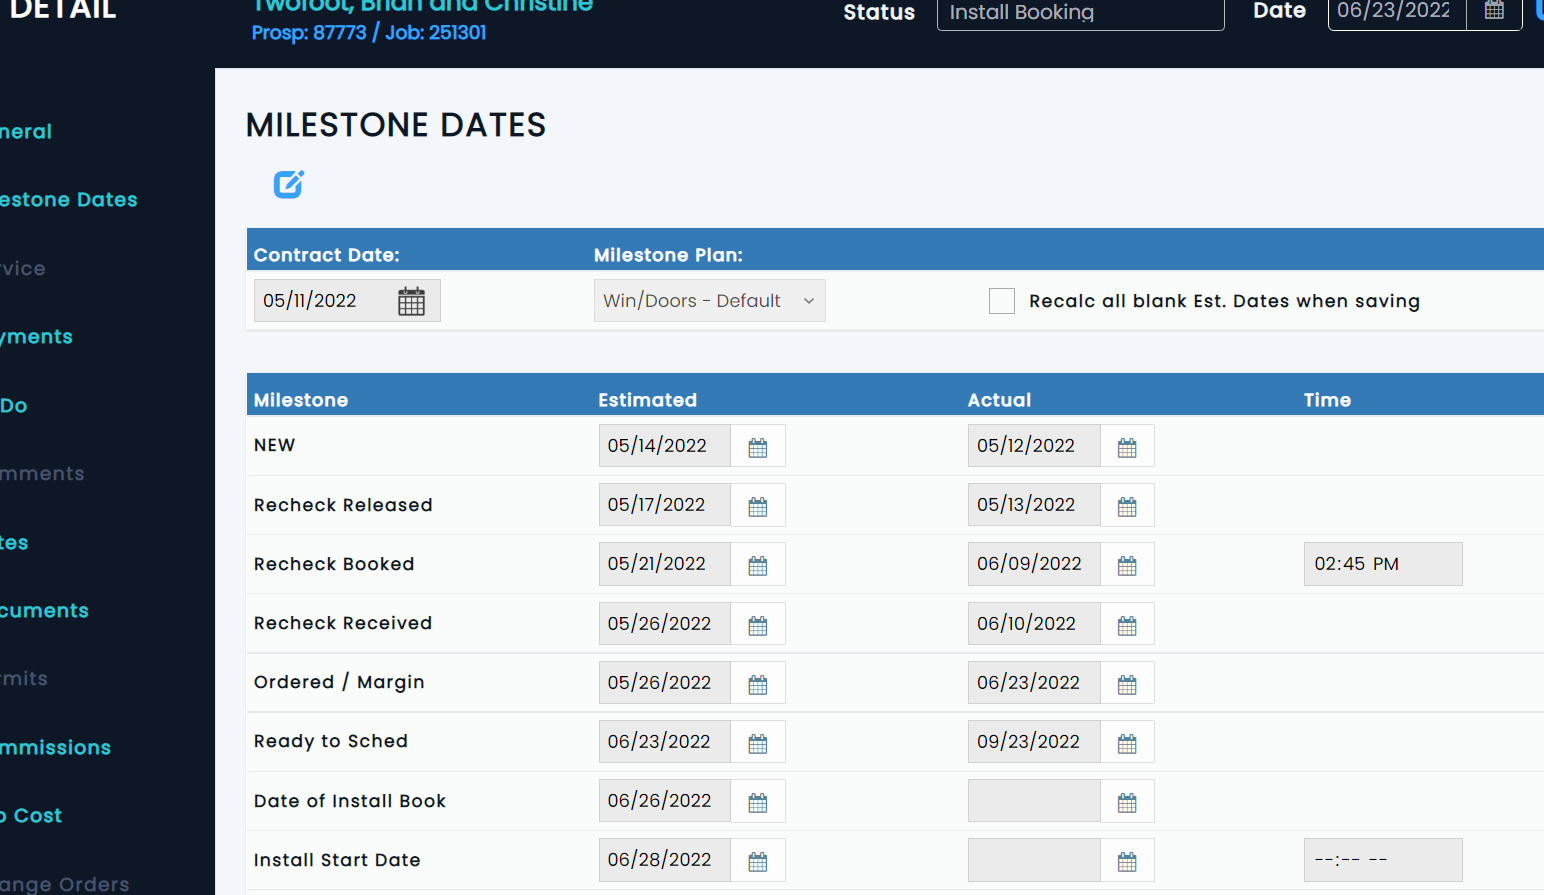 DETAIL
Twofoot, Brian and Christine
Prosp: 87773 / Job: 251301
Status
Install Booking
Date
06/23/2022
neral
estone Dates
vice
yments
Do
mments
tes
cuments
rmits
mmissions
o Cost
ange Orders
MILESTONE DATES
Contract Date: Milestone Plan:
05/11/2022 Win/Doors - Default Recalc all blank Est. Dates when saving
Milestone Estimated Actual Time
NEW 05/14/2022 05/12/2022
Recheck Released 05/17/2022 05/13/2022
Recheck Booked 05/21/2022 06/09/2022 02:45 PM
Recheck Received 05/26/2022 06/10/2022
Ordered / Margin 05/26/2022 06/23/2022
Ready to Sched 06/23/2022 09/23/2022
Date of Install Book 06/26/2022
Install Start Date 06/28/2022 --:-- --